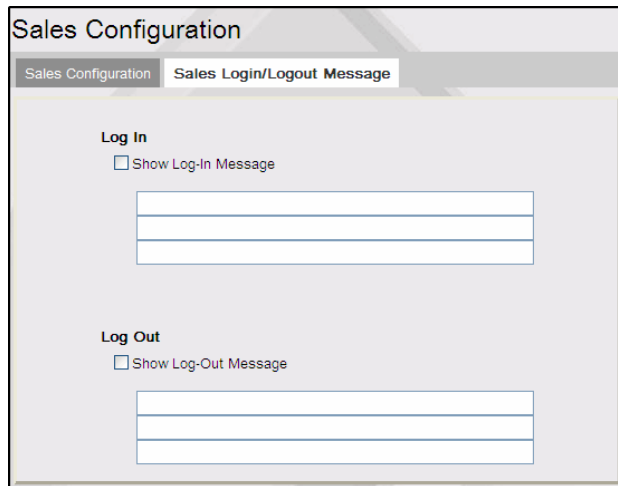 Sales Configuration
Sales Configuration
Sales Login/Logout Message
Log In
Show Log-In Message
Log Out
Show Log-Out Message